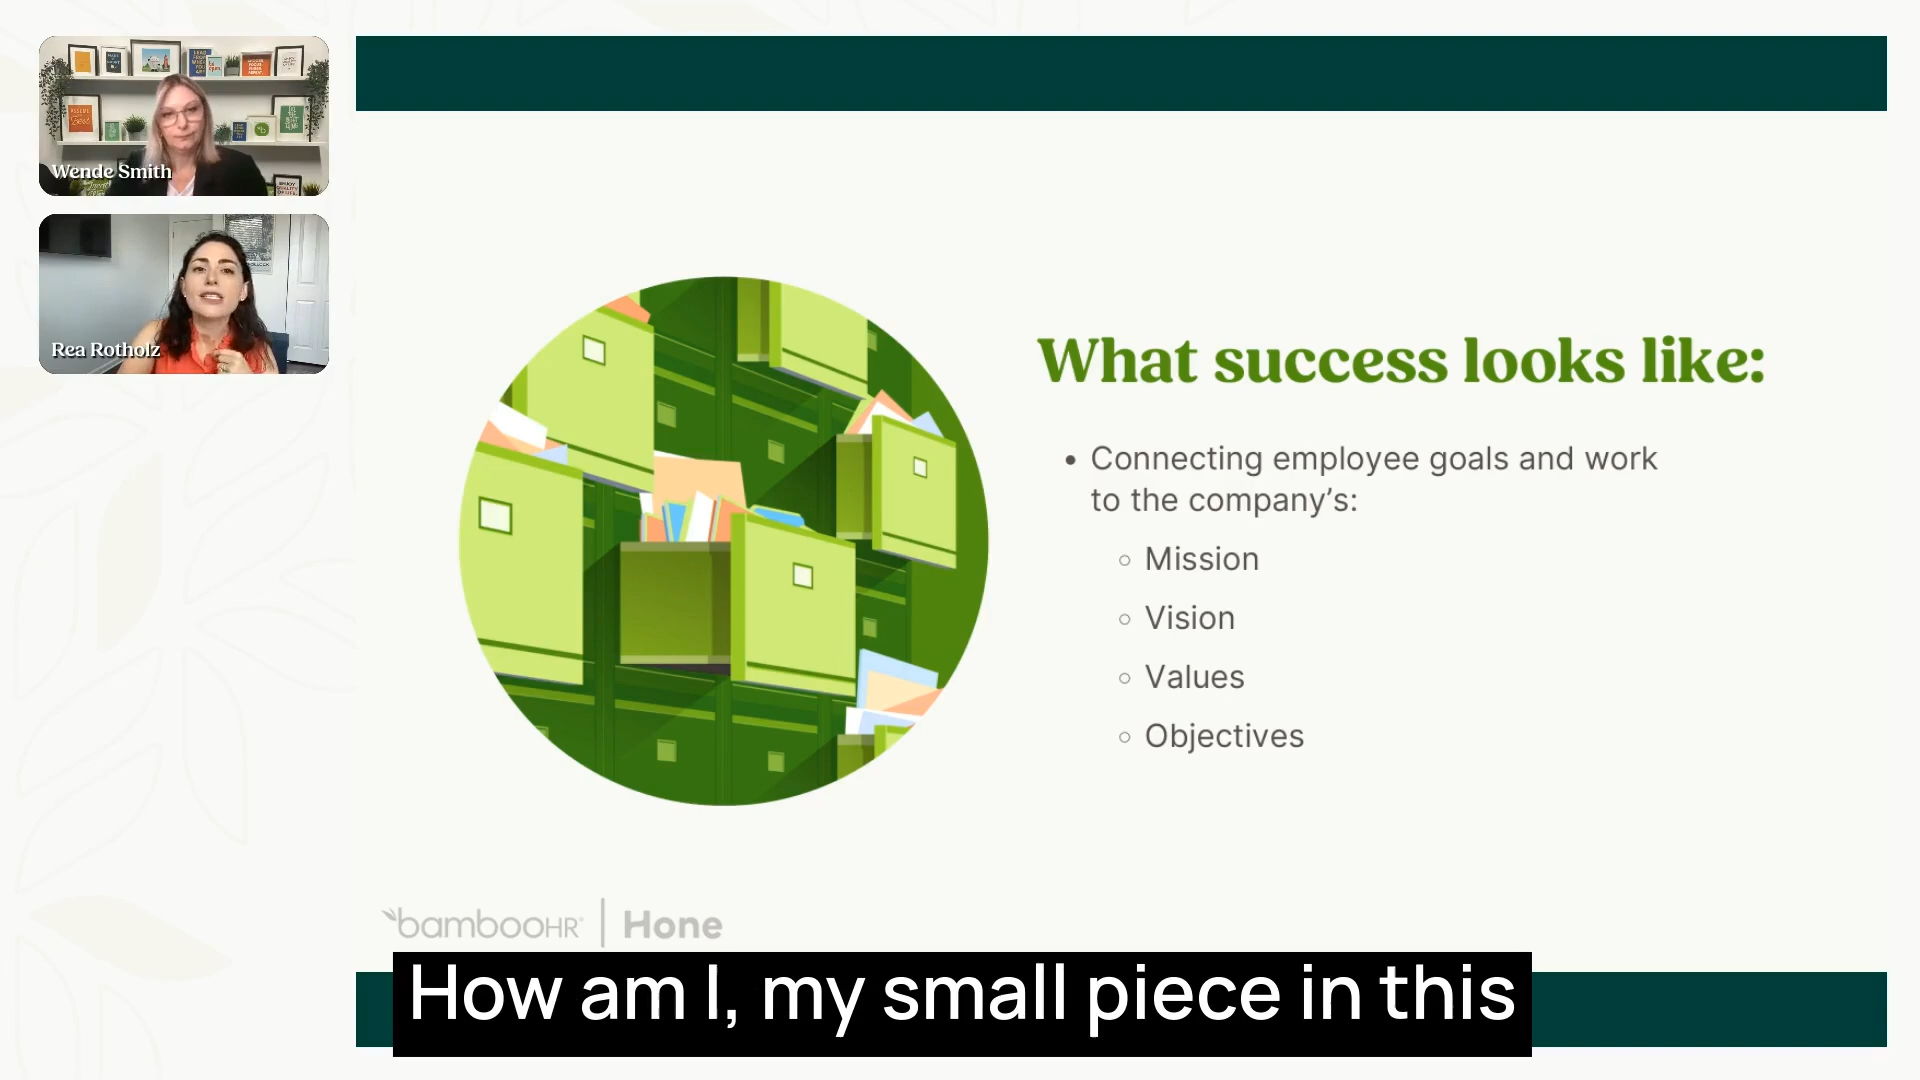 Wende Smith
Rea Rotholz
What success looks like:
• Connecting employee goals and work
to the company's:
○ Mission
○ Vision
○ Values
○ Objectives
bambooHR | Hone
How am I, my small piece in this